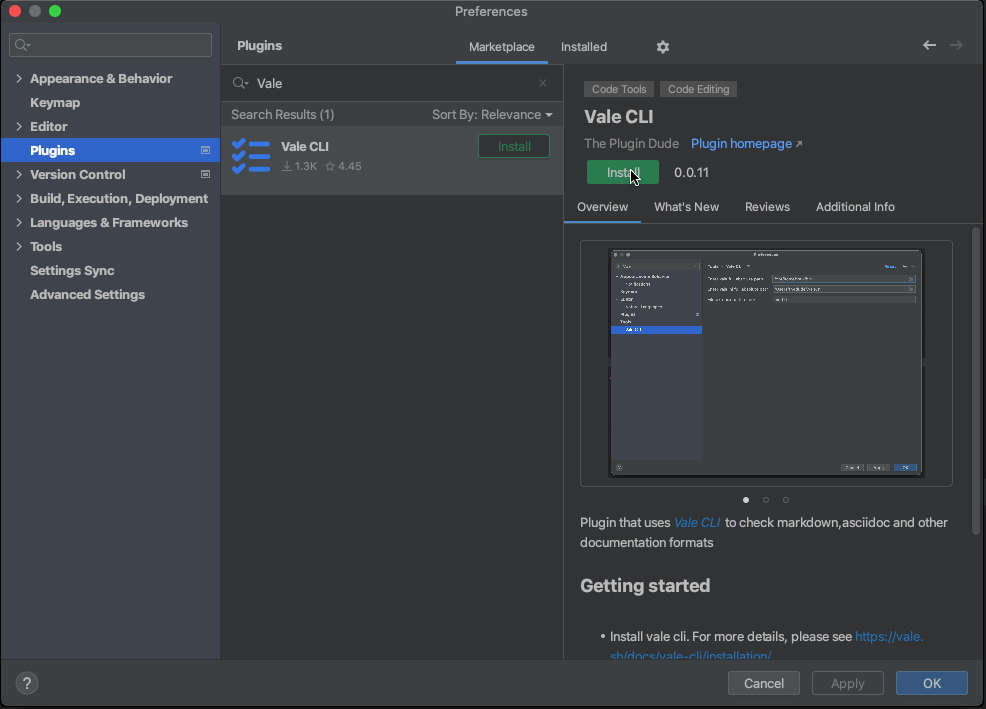 Preferences
Plugins
Marketplace
Installed
Appearance & Behavior
Keymap
Editor
Plugins
Version Control
Build, Execution, Deployment
Languages & Frameworks
Tools
Settings Sync
Advanced Settings
Vale
Search Results (1)
Sort By: Relevance
Vale CLI
Install
1.3K 4.45
Code Tools
Code Editing
Vale CLI
The Plugin Dude Plugin homepage
Install 0.0.11
Overview
What's New
Reviews
Additional Info
Preferences
Tools
Vale CLI
Plugin that uses Vale CLI to check markdown,asciidoc and other
documentation formats
Getting started
• Install vale cli. For more details, please see https://vale.
sh/docs/vale-cli/installation/
?
Cancel
Apply
OK